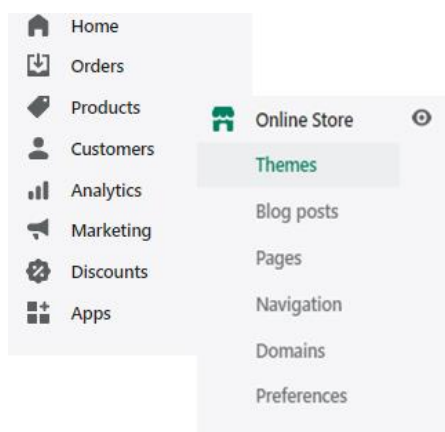 Home
Orders
Products
Customers
Analytics
Marketing
Discounts
Apps
Online Store
Themes
Blog posts
Pages
Navigation
Domains
Preferences